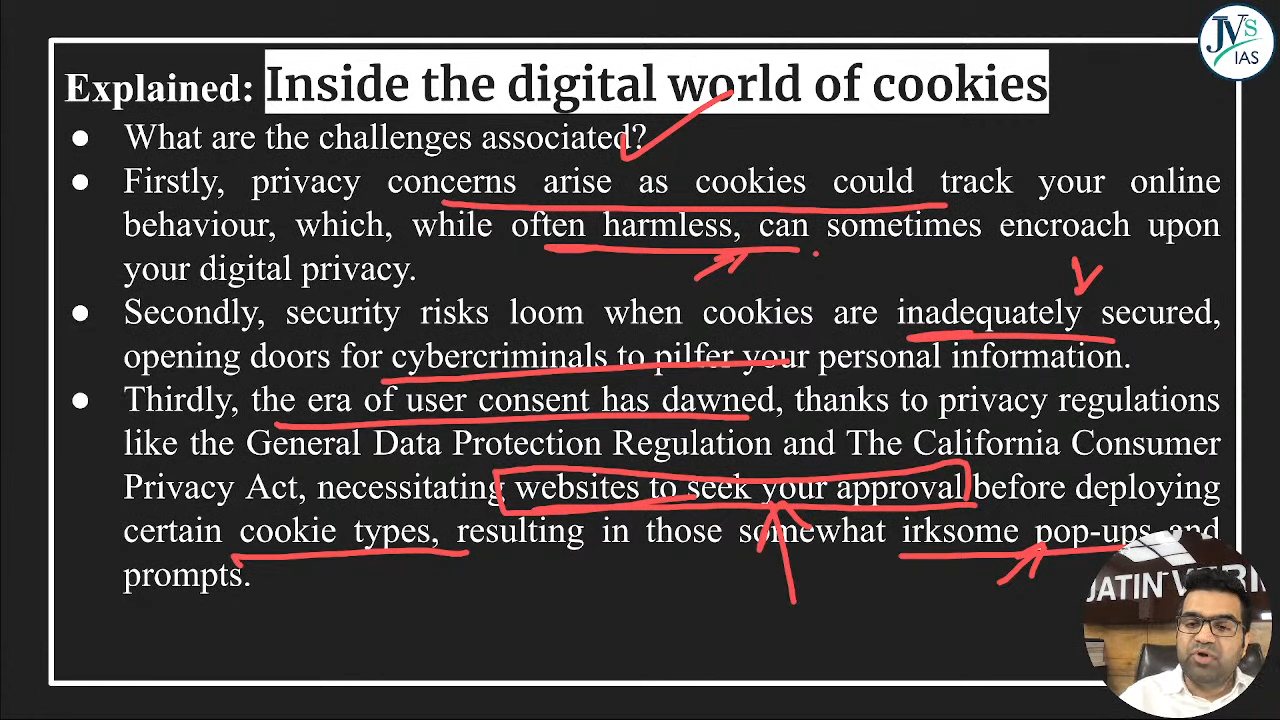 JVS
IAS
Explained: Inside the digital world of cookies
● What are the challenges associated?
● Firstly, privacy concerns arise as cookies could track your online
behaviour, which, while often harmless, can sometimes encroach upon
your digital privacy.
● Secondly, security risks loom when cookies are inadequately secured,
opening doors for cybercriminals to pilfer your personal information.
● Thirdly, the era of user consent has dawned, thanks to privacy regulations
like the General Data Protection Regulation and The California Consumer
Privacy Act, necessitating websites to seek your approval before deploying
certain cookie types, resulting in those somewhat irksome pop-ups and
prompts.
JATIN